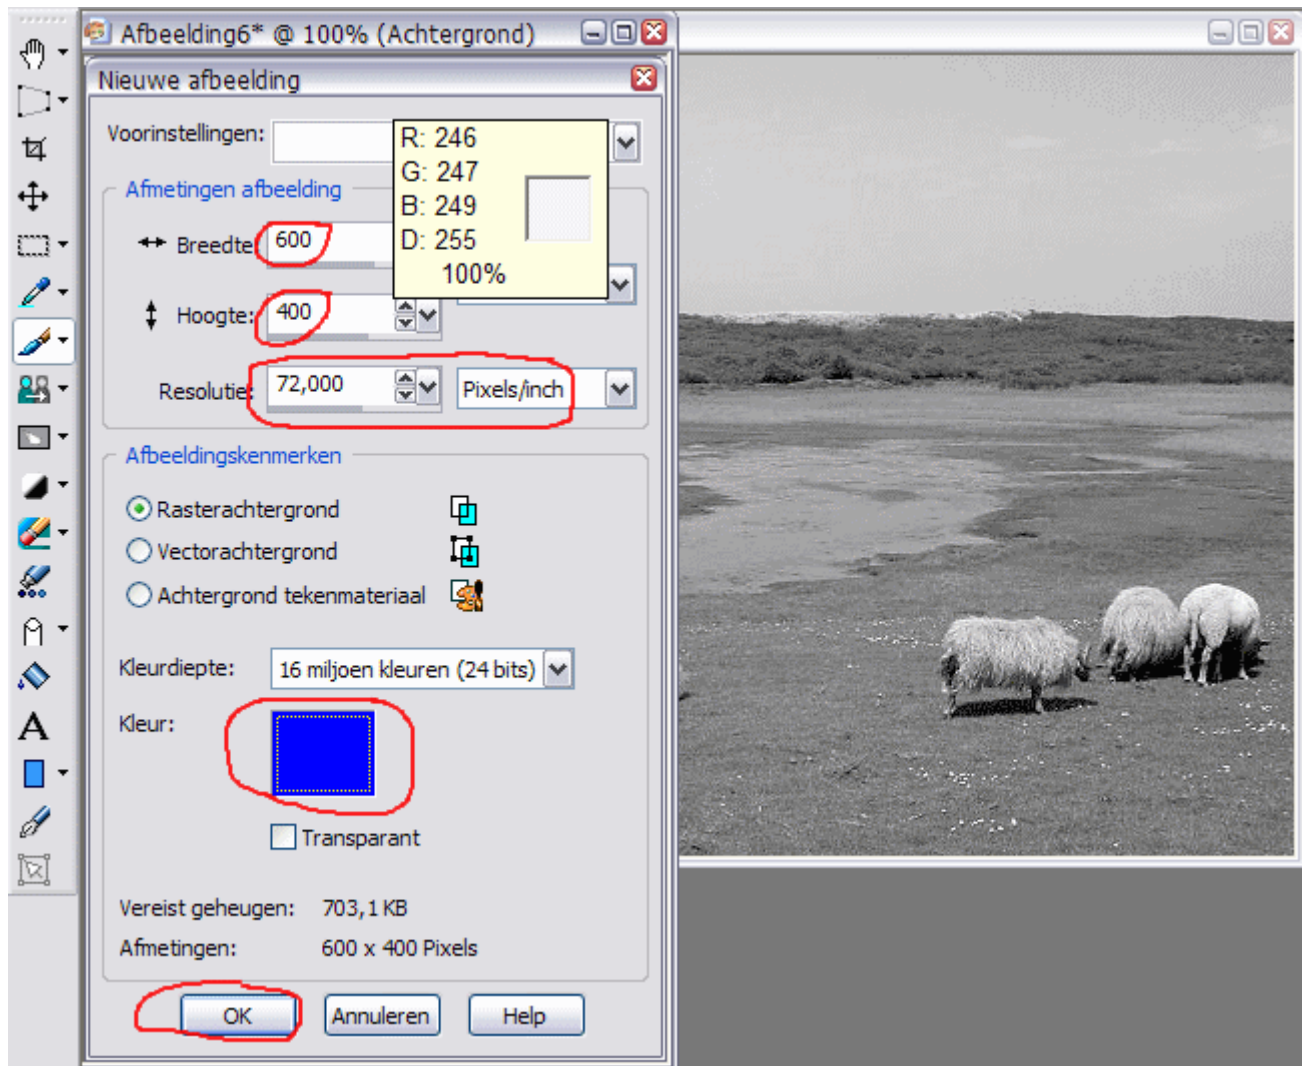 Afbeelding6* @ 100% (Achtergrond)
Nieuwe afbeelding
Voorinstellingen:
R: 246
G: 247
B: 249
D: 255
100%
Afmetingen afbeelding
Breedte:
600
Hoogte:
400
Resolutie:
72,000
Pixels/inch
Afbeeldingskenmerken
Rasterachtergrond
Vectorachtergrond
Achtergrond tekenmateriaal
Kleurdiepte:
16 miljoen kleuren (24 bits)
Kleur:
Transparant
Vereist geheugen: 703,1 KB
Afmetingen: 600 x 400 Pixels
OK Annuleren Help
A